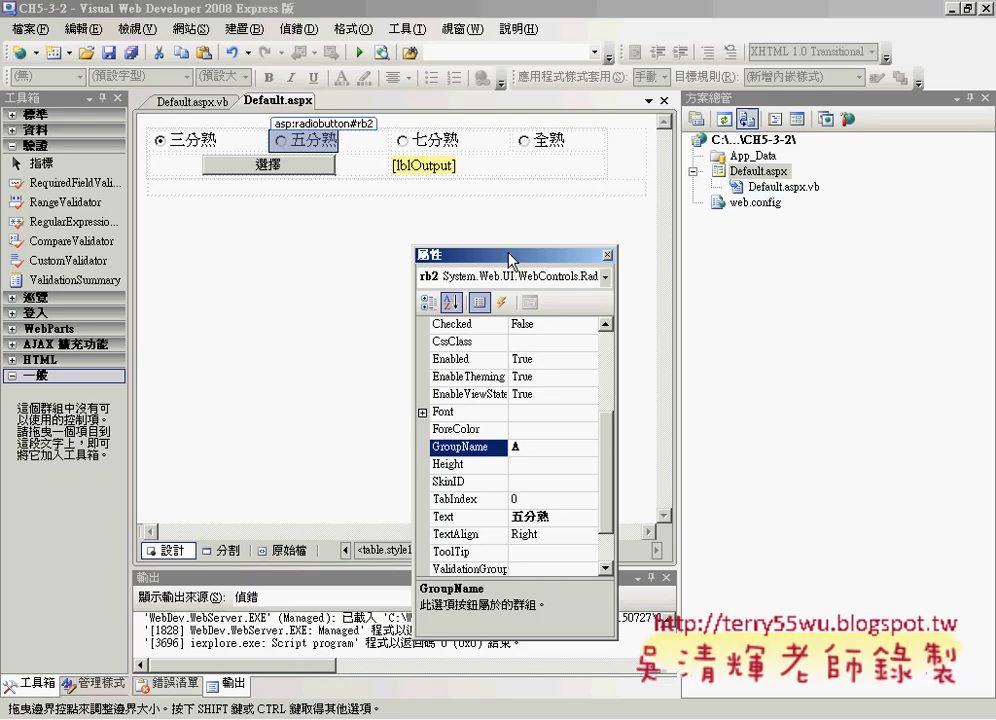 CH5-3-2 - Visual Web Developer 2008 Express 版
檔案(F) 編輯(E) 檢視(V) 網站(S) 建置(B) 偵錯(D) 格式(O) 工具(T) 視窗(W) 說明(H)
XHTML 1.0 Transitional
(無) (預設字型) (預設大 B I U A 應用程式樣式套用(S): 手動 目標規則(R): (新增內嵌樣式)
工具箱
標準
資料
驗證
指標
RequiredFieldVali...
RangeValidator
RegularExpressio...
CompareValidator
CustomValidator
ValidationSummary
巡覽
登入
WebParts
AJAX 擴充功能
HTML
一般
這個群組中沒有可
以使用的控制項。
請拖曳一個項目到
這段文字上，即可
將它加入工具箱。
Default.aspx.vb Default.aspx
asp:radiobutton#rb2
三分熟 五分熟 七分熟 全熟
選擇 [lblOutput]
設計 分割 原始檔 <table.style1
屬性
rb2 System.Web.UI.WebControls.Rad
Checked False
CssClass
Enabled True
EnableTheming True
EnableViewState True
Font
ForeColor
GroupName A
Height
SkinID
TabIndex 0
Text 五分熟
TextAlign Right
ToolTip
ValidationGroup
GroupName
此選項按鈕屬於的群組。
方案總管
C:\...\CH5-3-2\
App_Data
Default.aspx
Default.aspx.vb
web.config
輸出
顯示輸出來源(S): 偵錯
'WebDev.WebServer.EXE' (Managed): 已載入 'C:\W
50727\
'[1828] WebDev.WebServer.EXE: Managed' 程式以返
'[3696] iexplore.exe: Script program' 程式以返回碼 0 (0x0) 結束。
http://terry55wu.blogspot.tw
吳清輝老師錄製
工具箱 管理樣式 錯誤清單 輸出
拖曳邊界控點來調整邊界大小。按下 SHIFT 鍵或 CTRL 鍵取得其他選項。